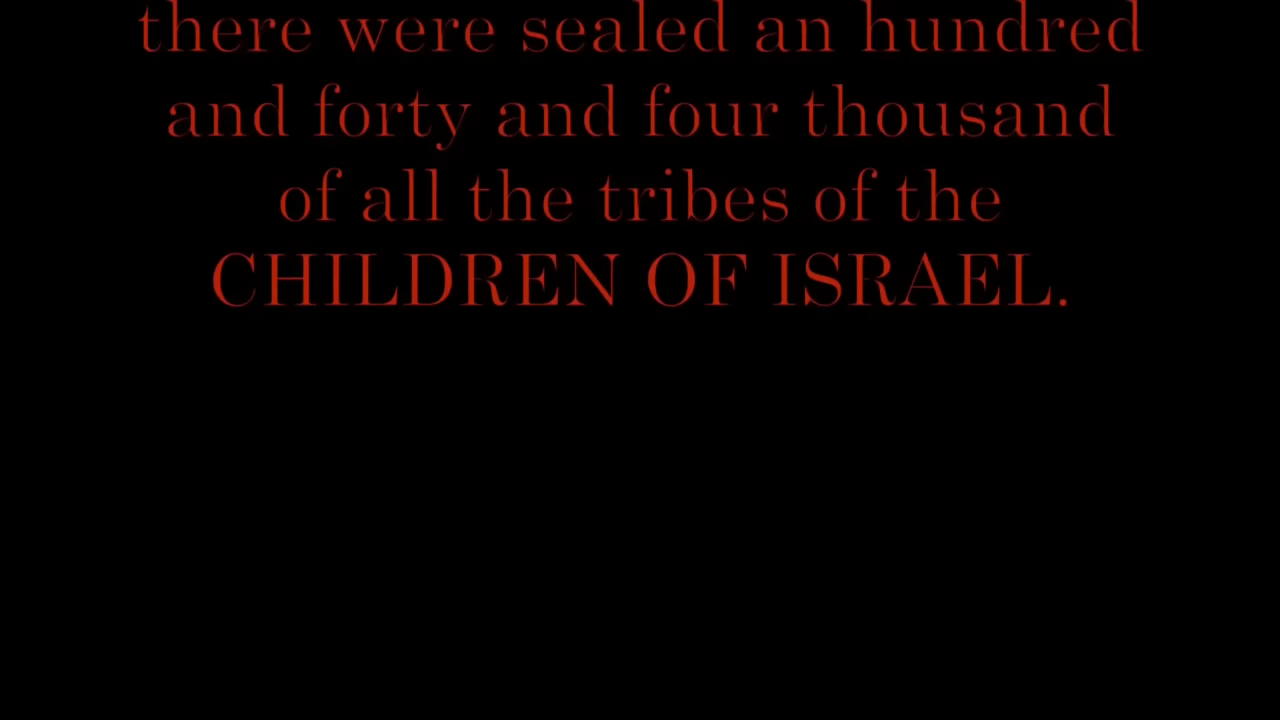 there were sealed an hundred
and forty and four thousand
of all the tribes of the
CHILDREN OF ISRAEL.